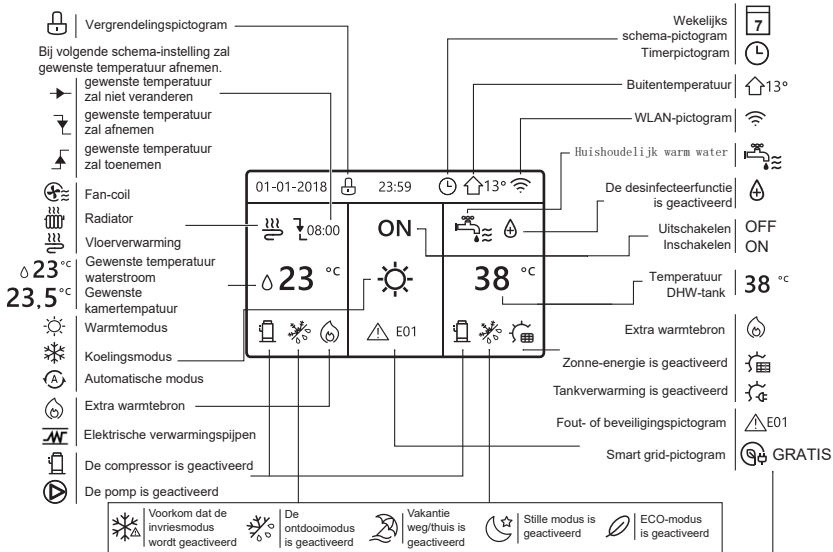 Vergrendelingspictogram
Bij volgende schema-instelling zal
gewenste temperatuur afnemen.
gewenste temperatuur
zal niet veranderen
gewenste temperatuur
zal afnemen
gewenste temperatuur
zal toenemen
Fan-coil
Radiator
Vloerverwarming
23 °C
Gewenste temperatuur
waterstroom
23,5 °C
Gewenste
kamertempatuur
Warmtemodus
Koelingsmodus
A
Automatische modus
Extra warmtebron
Elektrische verwarmingspijpen
De compressor is geactiveerd
De pomp is geactiveerd
01-01-2018
23:59
13°
08:00
ON
23 °C
38 °C
E01
Wekelijks
schema-pictogram
7
Timerpictogram
Buitentemperatuur
13°
WLAN-pictogram
Huishoudelijk warm water
De desinfecteerfunctie
is geactiveerd
Uitschakelen OFF
Inschakelen ON
Temperatuur
DHW-tank
38 °C
Extra warmtebron
Zonne-energie is geactiveerd
Tankverwarming is geactiveerd
Fout- of beveiligingspictogram
E01
Smart grid-pictogram
GRATIS
Voorkom dat de
invriesmodus
wordt geactiveerd
De
ontdooimodus
is geactiveerd
Vakantie
weg/thuis is
geactiveerd
Stille modus is
geactiveerd
ECO-modus
is geactiveerd